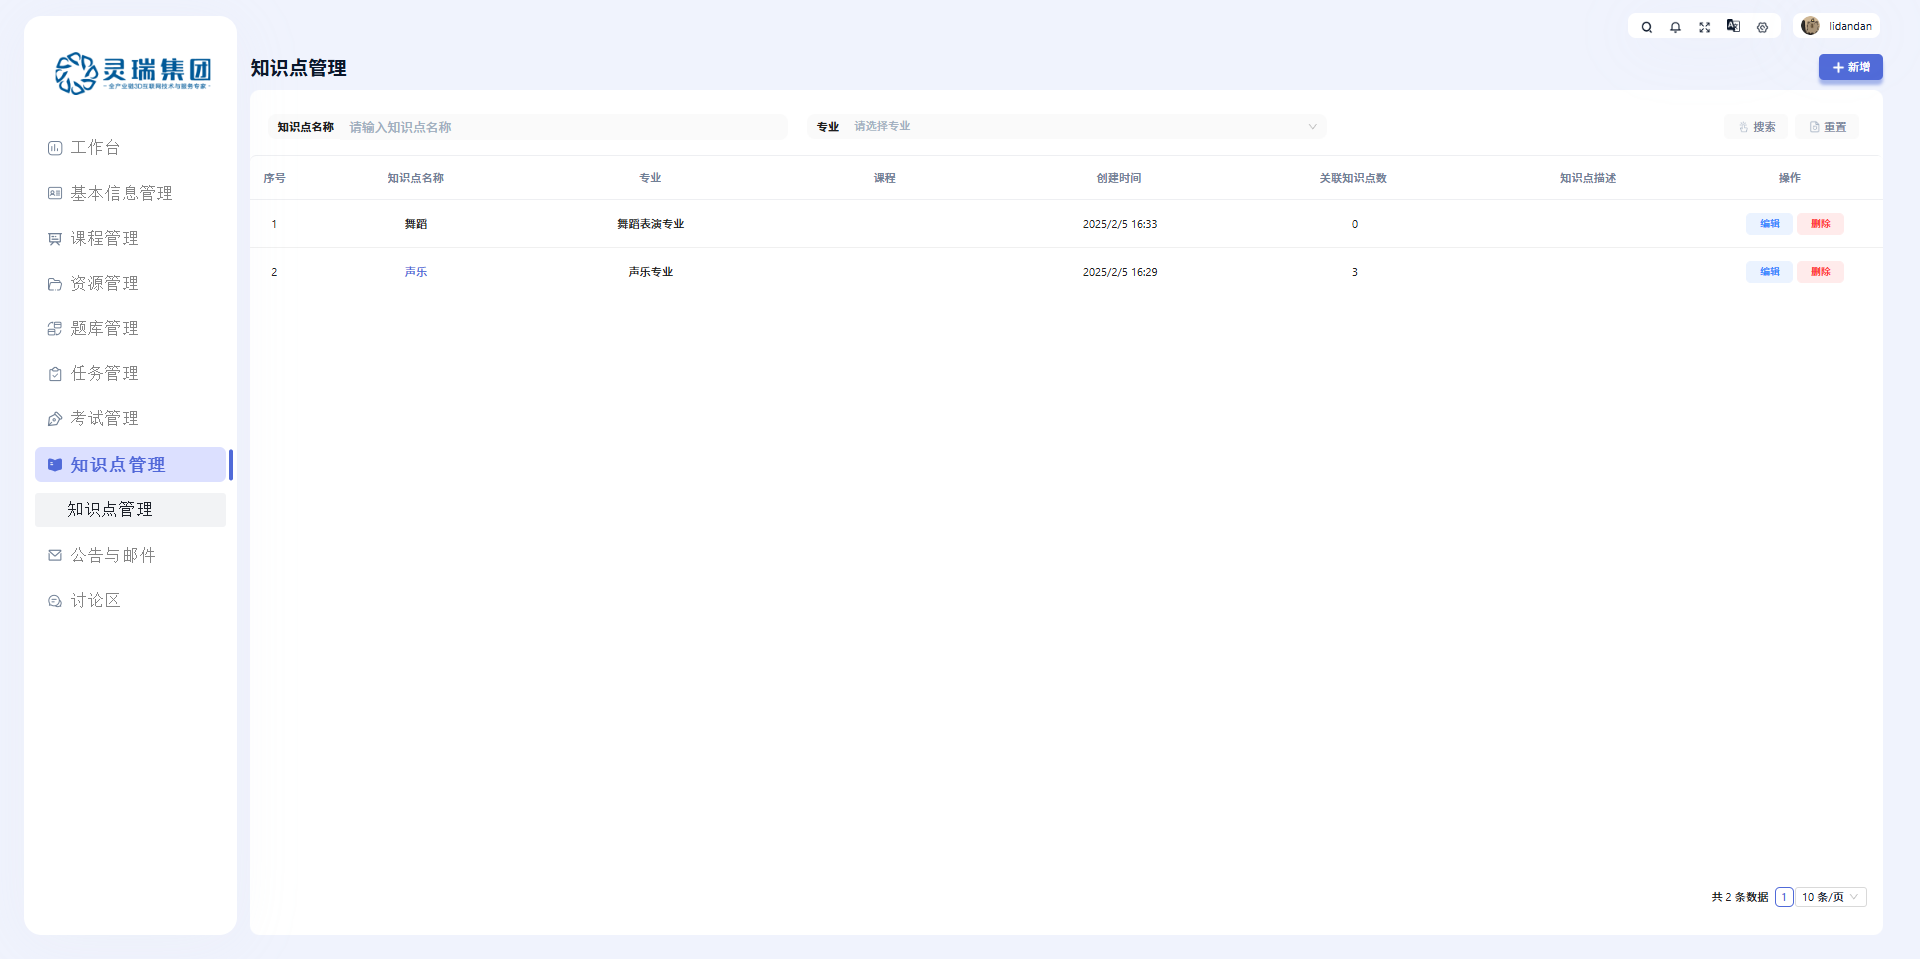 灵瑞集团
-全产业链3D互联网技术与服务专家-
工作台
基本信息管理
课程管理
资源管理
题库管理
任务管理
考试管理
知识点管理
知识点管理
公告与邮件
讨论区
lidandan
知识点管理
新增
知识点名称 请输入知识点名称 专业 请选择专业 搜索 重置
序号 知识点名称 专业 课程 创建时间 关联知识点数 知识点描述 操作
1 舞蹈 舞蹈表演专业 2025/2/5 16:33 0 编辑 删除
2 声乐 声乐专业 2025/2/5 16:29 3 编辑 删除
共 2 条数据 1 10 条/页